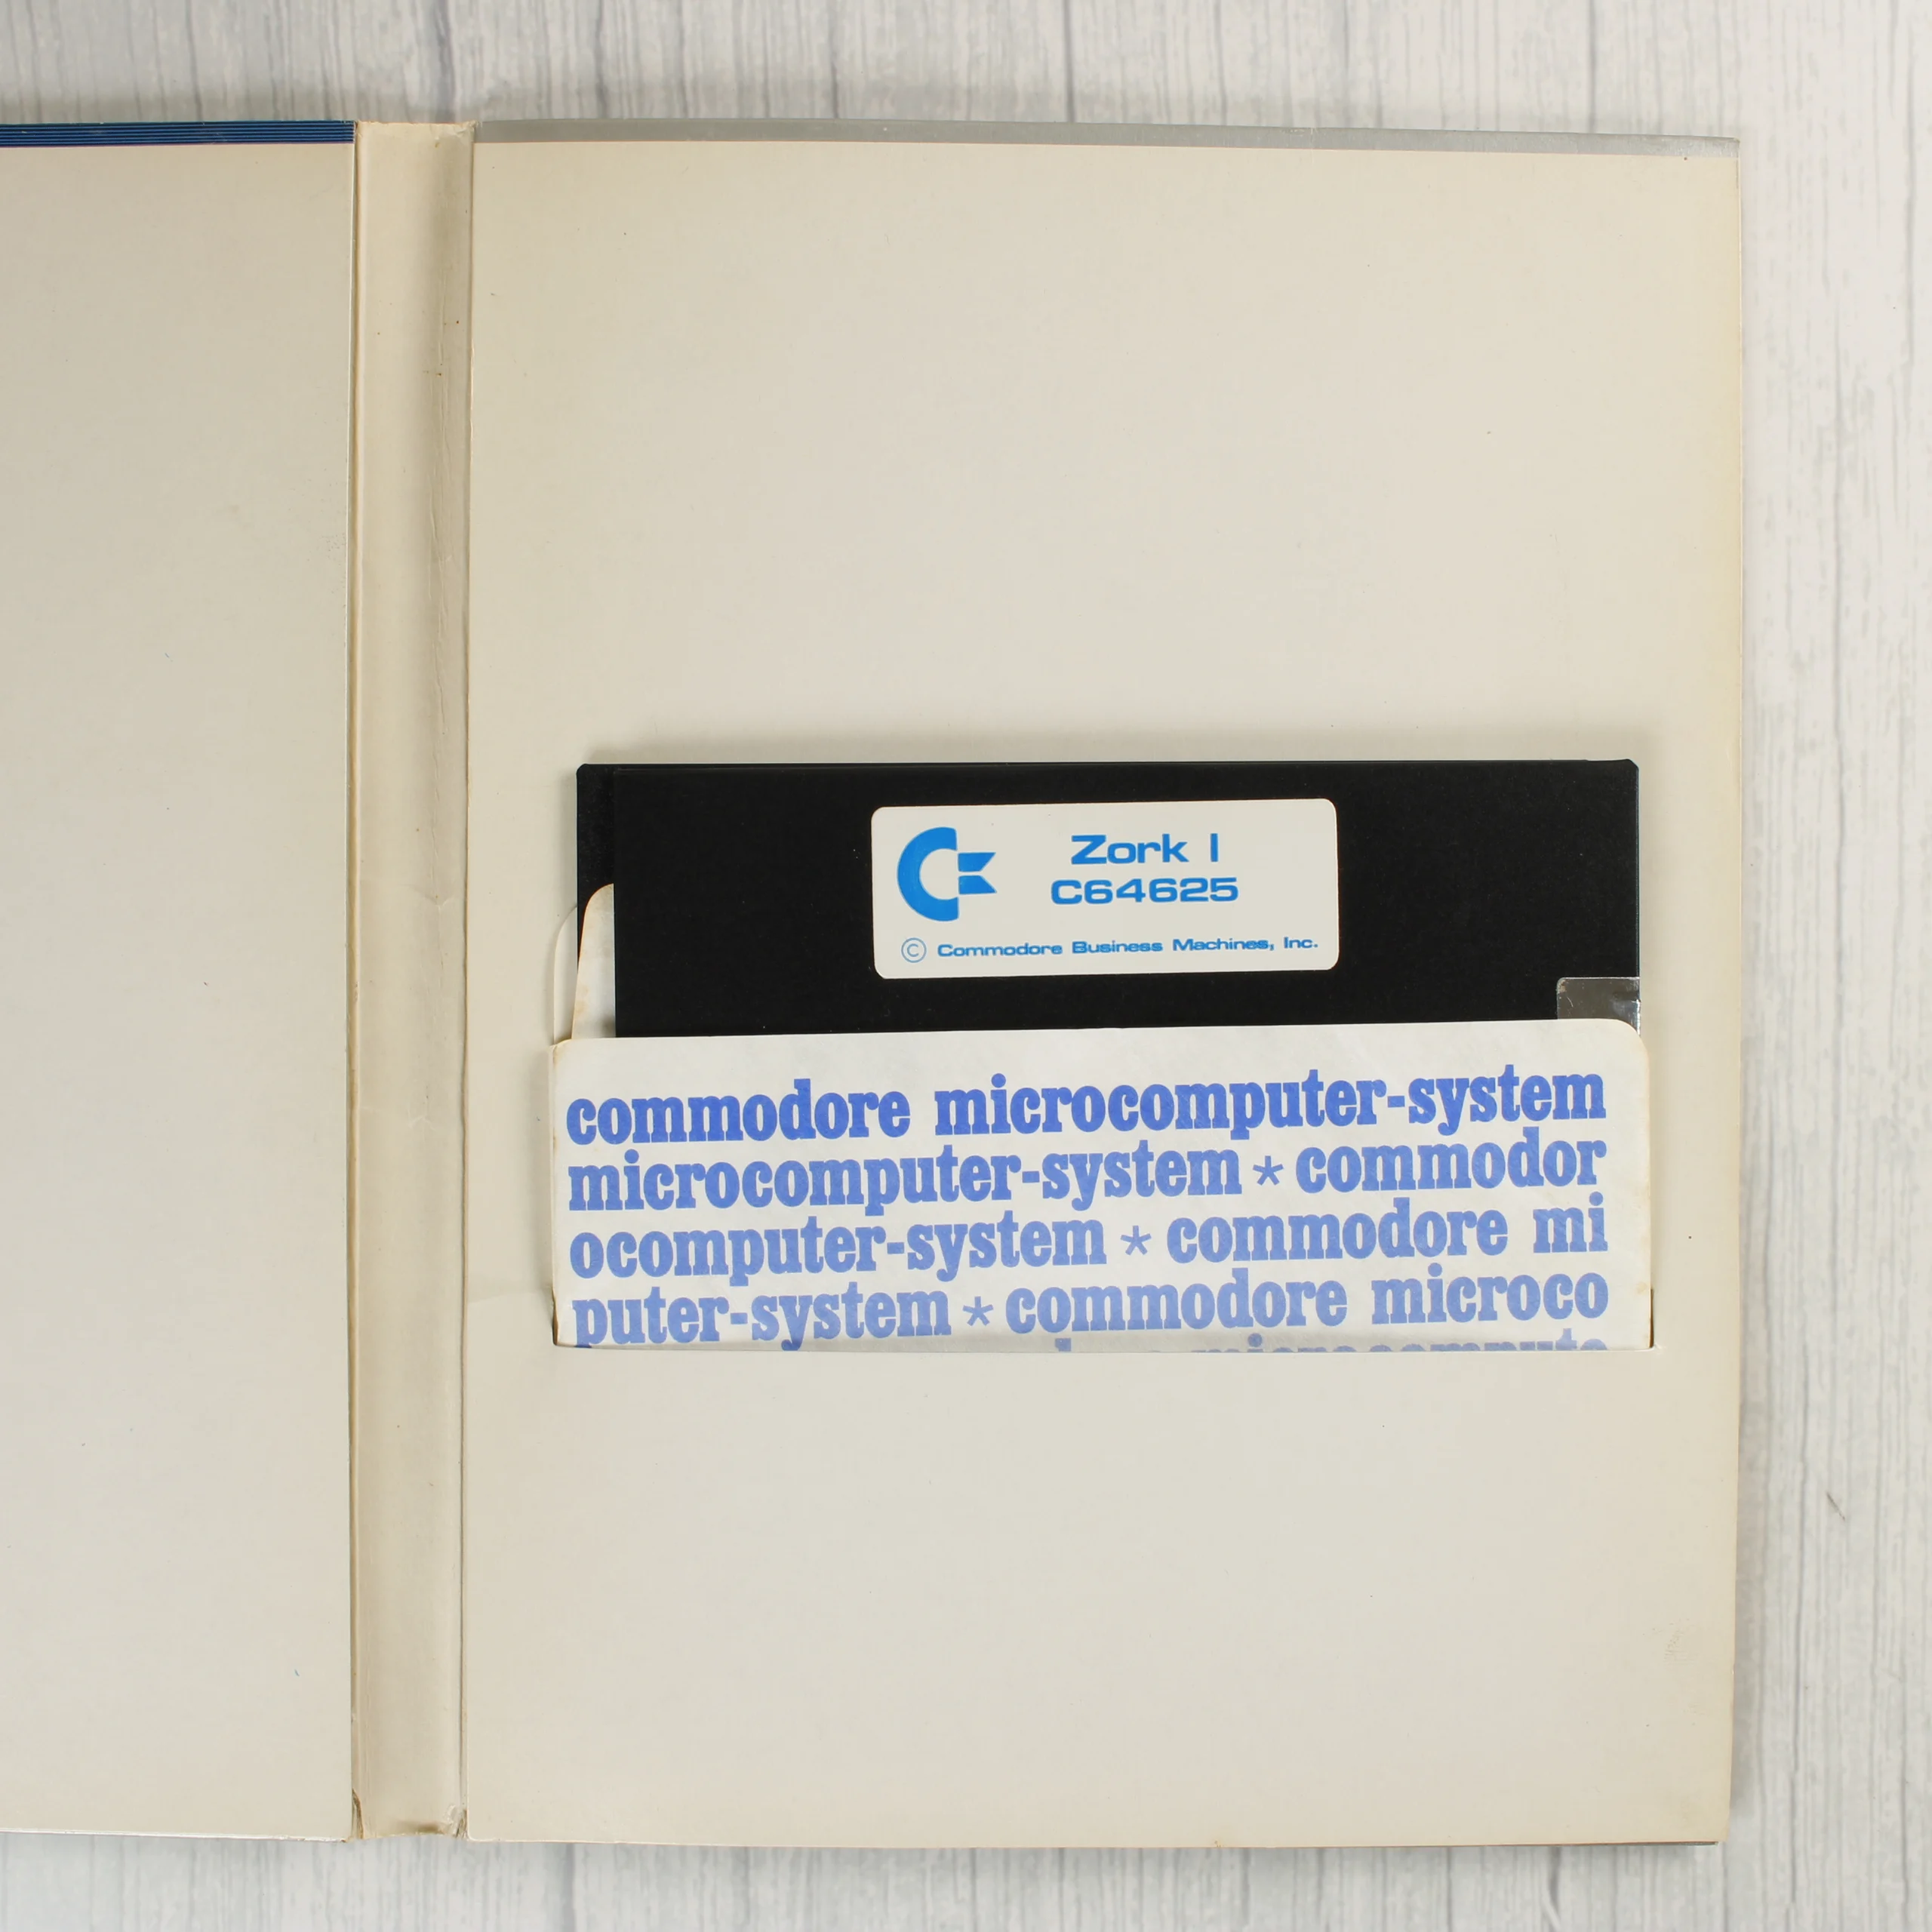 Zork I
C64625
© Commodore Business Machines, Inc.
commodore microcomputer-system
microcomputer-system * commodor
ocomputer-system * commodore mi
puter-system * commodore microco